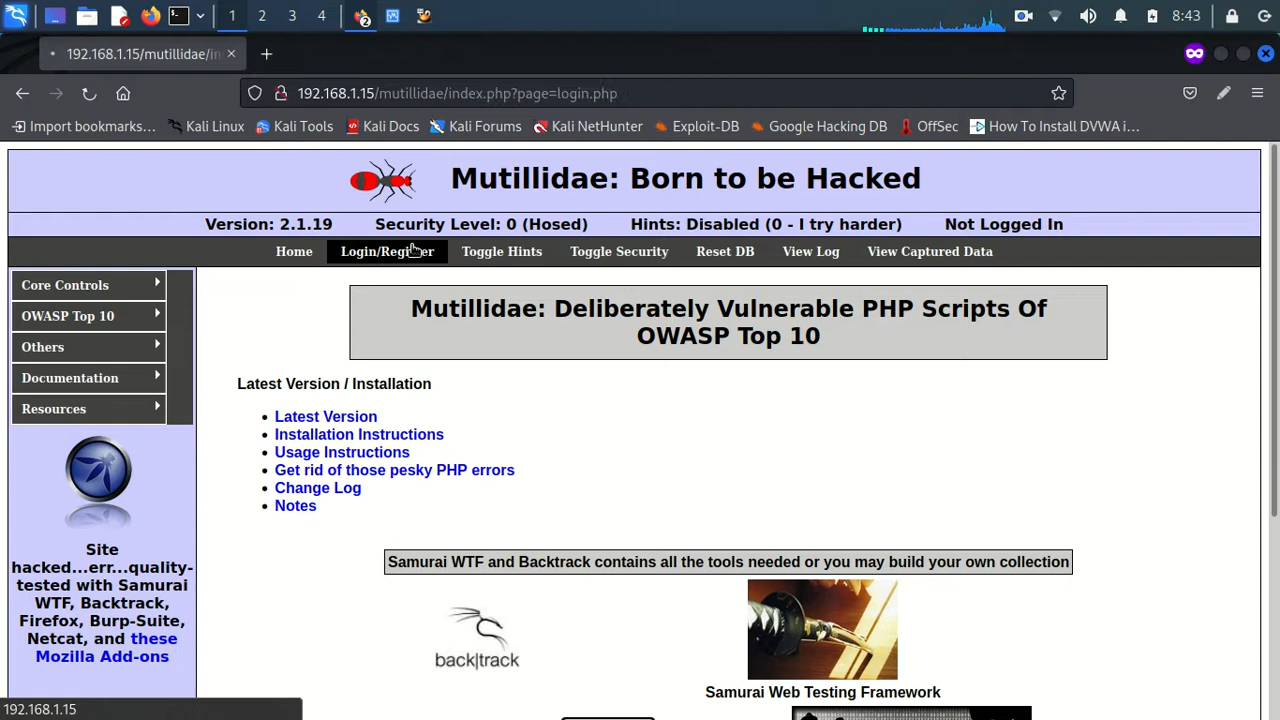 1 2 3 4 2 8:43
192.168.1.15/mutillidae/in
192.168.1.15/mutillidae/index.php?page=login.php
Import bookmarks… Kali Linux Kali Tools Kali Docs Kali Forums Kali NetHunter Exploit-DB Google Hacking DB OffSec How To Install DVWA i…
Mutillidae: Born to be Hacked
Version: 2.1.19 Security Level: 0 (Hosed) Hints: Disabled (0 - I try harder) Not Logged In
Home Login/Register Toggle Hints Toggle Security Reset DB View Log View Captured Data
Core Controls
OWASP Top 10
Others
Documentation
Resources
Site
hacked...err...quality-
tested with Samurai
WTF, Backtrack,
Firefox, Burp-Suite,
Netcat, and these
Mozilla Add-ons
Mutillidae: Deliberately Vulnerable PHP Scripts Of
OWASP Top 10
Latest Version / Installation
Latest Version
Installation Instructions
Usage Instructions
Get rid of those pesky PHP errors
Change Log
Notes
Samurai WTF and Backtrack contains all the tools needed or you may build your own collection
back|track
Samurai Web Testing Framework
192.168.1.15